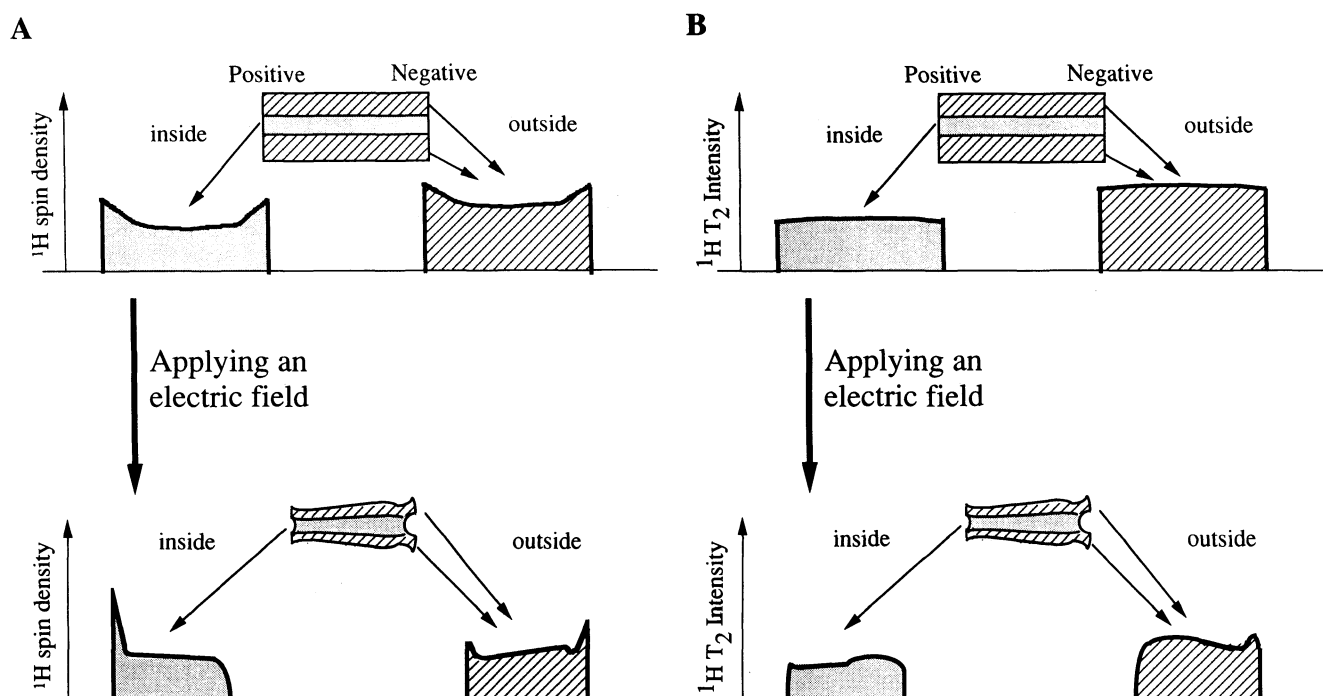 A
Positive Negative
inside
outside
¹H spin density
Applying an
electric field
inside
outside
¹H spin density
B
Positive Negative
inside
outside
¹H T₂ Intensity
Applying an
electric field
inside
outside
¹H T₂ Intensity